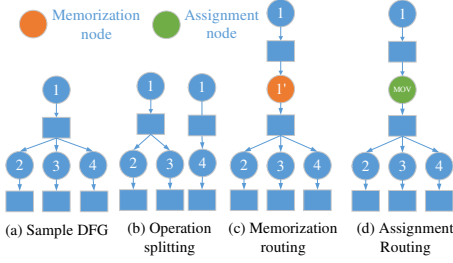 Memorization
node
Assignment
node
1
1
1
1
1
1'
MOV
2
3
4
2
3
4
2
3
4
2
3
4
(a) Sample DFG
(b) Operation
splitting
(c) Memorization
routing
(d) Assignment
Routing